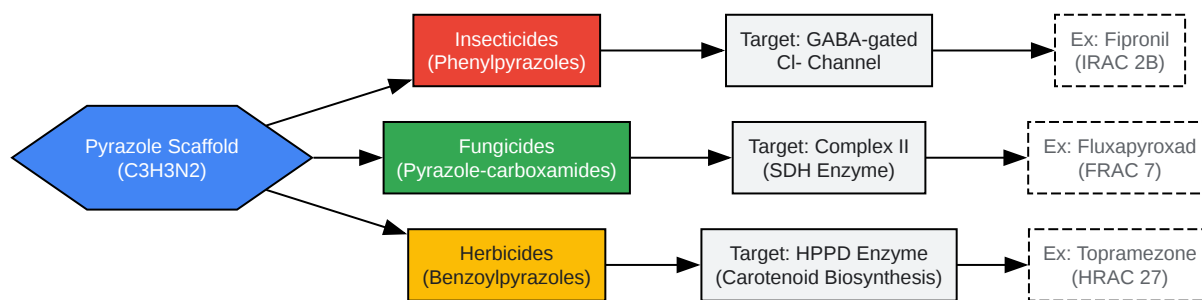 Insecticides
(Phenylpyrazoles)
Target: GABA-gated
Cl- Channel
Ex: Fipronil
(IRAC 2B)
Pyrazole Scaffold
(C3H3N2)
Fungicides
(Pyrazole-carboxamides)
Target: Complex II
(SDH Enzyme)
Ex: Fluxapyroxad
(FRAC 7)
Herbicides
(Benzoylpyrazoles)
Target: HPPD Enzyme
(Carotenoid Biosynthesis)
Ex: Topramezone
(HRAC 27)